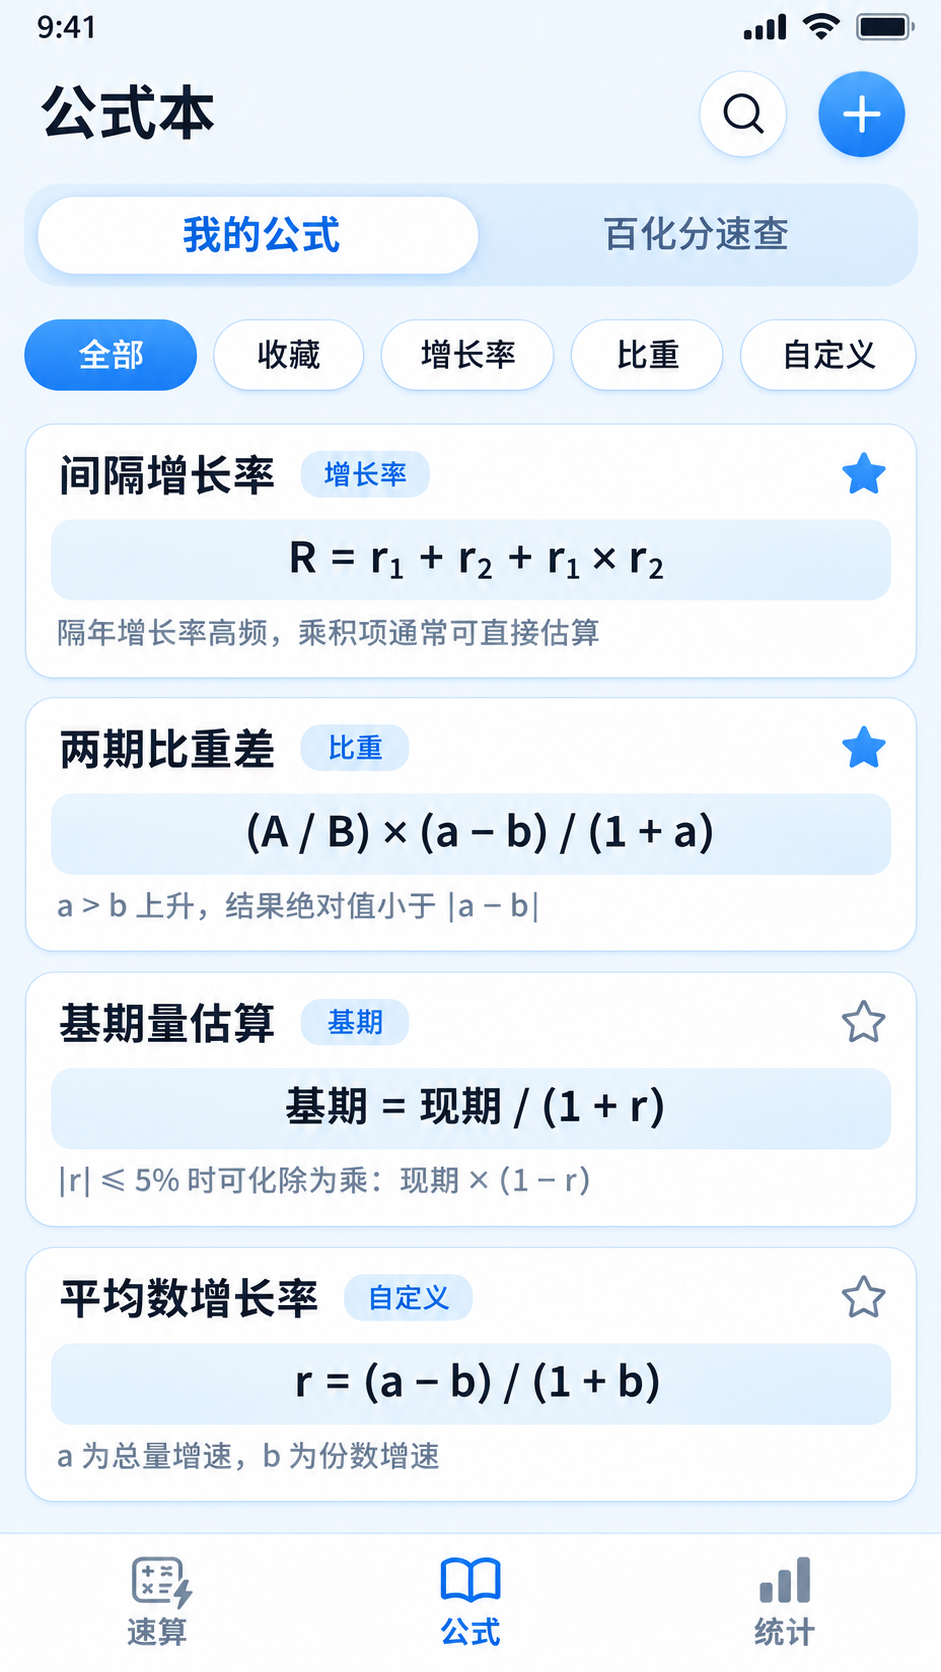 9:41
公式本
我的公式 百化分速查
全部 收藏 增长率 比重 自定义
间隔增长率 增长率
R = r₁ + r₂ + r₁ × r₂
隔年增长率高频，乘积项通常可直接估算
两期比重差 比重
(A / B) × (a − b) / (1 + a)
a > b 上升，结果绝对值小于 |a − b|
基期量估算 基期
基期 = 现期 / (1 + r)
|r| ⩽ 5% 时可化除为乘：现期 × (1 − r)
平均数增长率 自定义
r = (a − b) / (1 + b)
a 为总量增速，b 为份数增速
速算 公式 统计